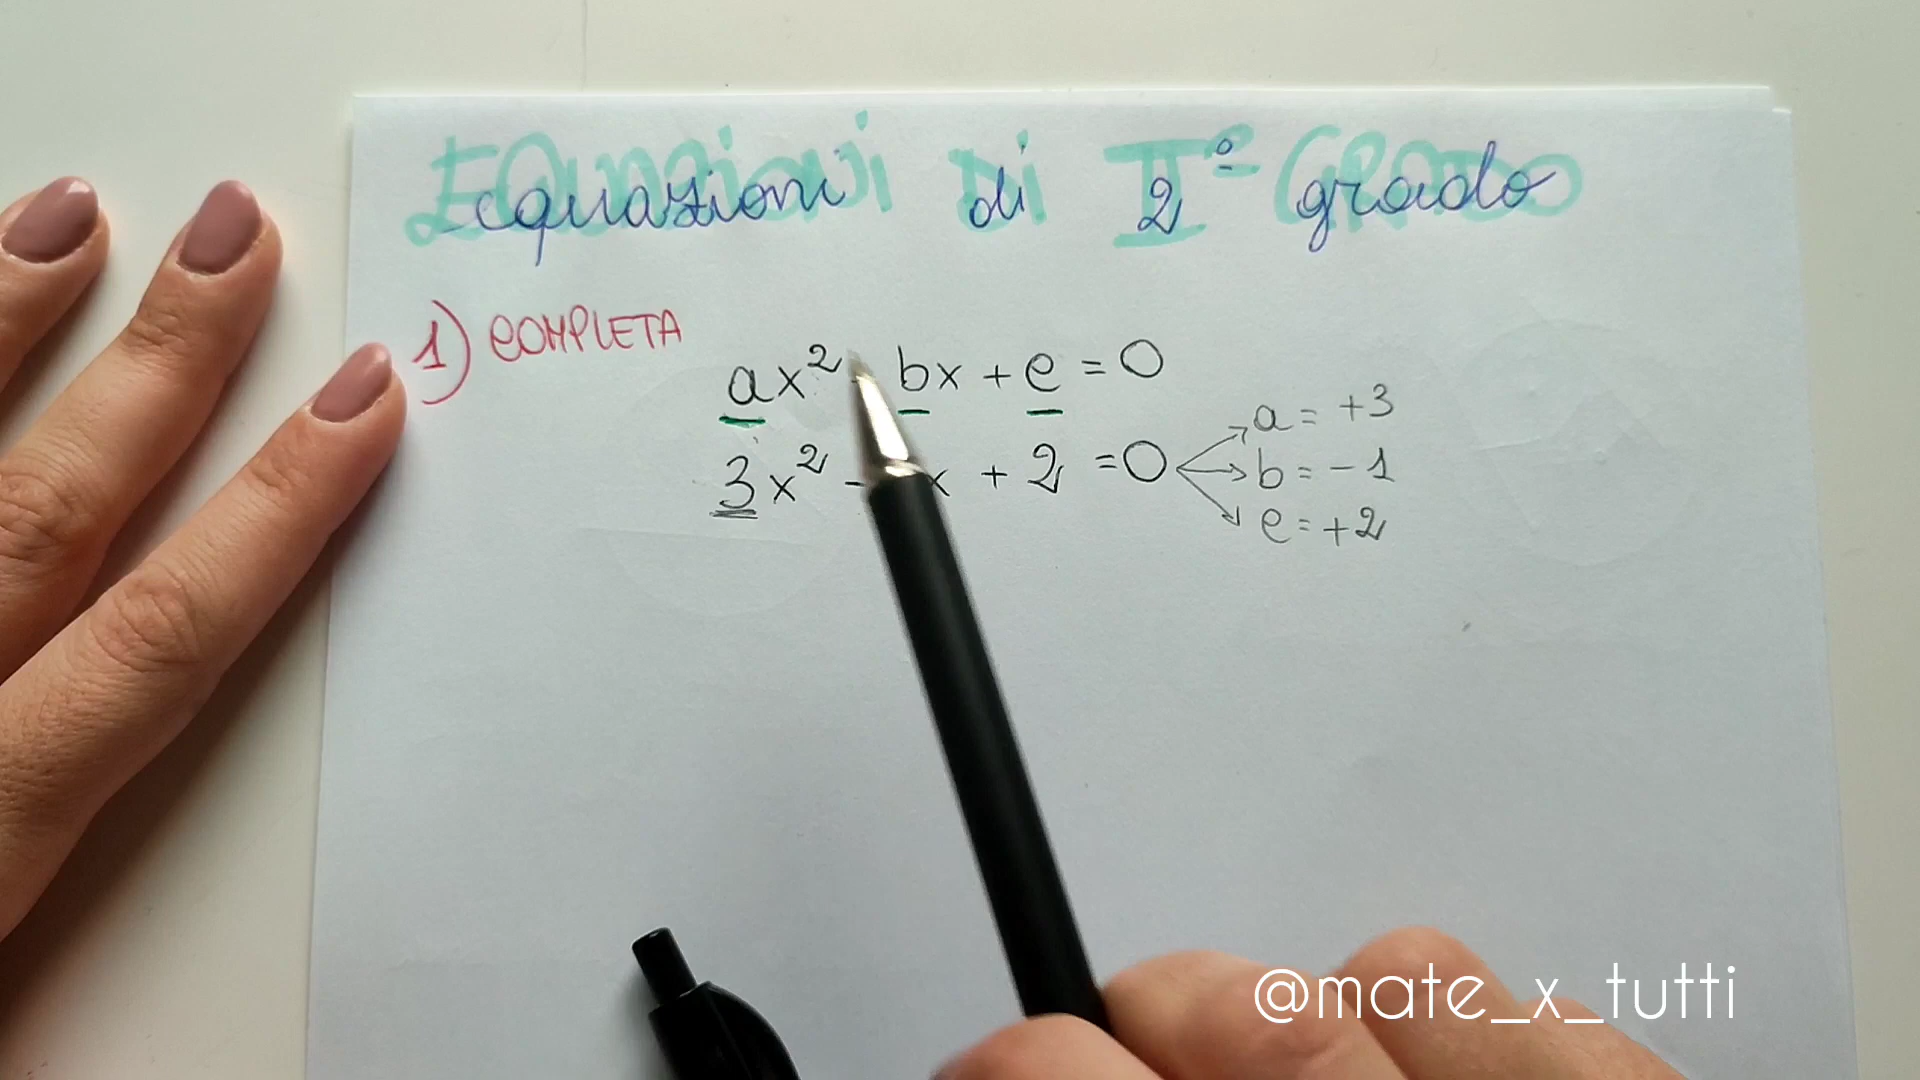 Equazioni di 2° grado
1) COMPLETA
ax² + bx + c = 0
3x² - x + 2 = 0
a = +3
b = -1
c = +2
@mate_x_tutti